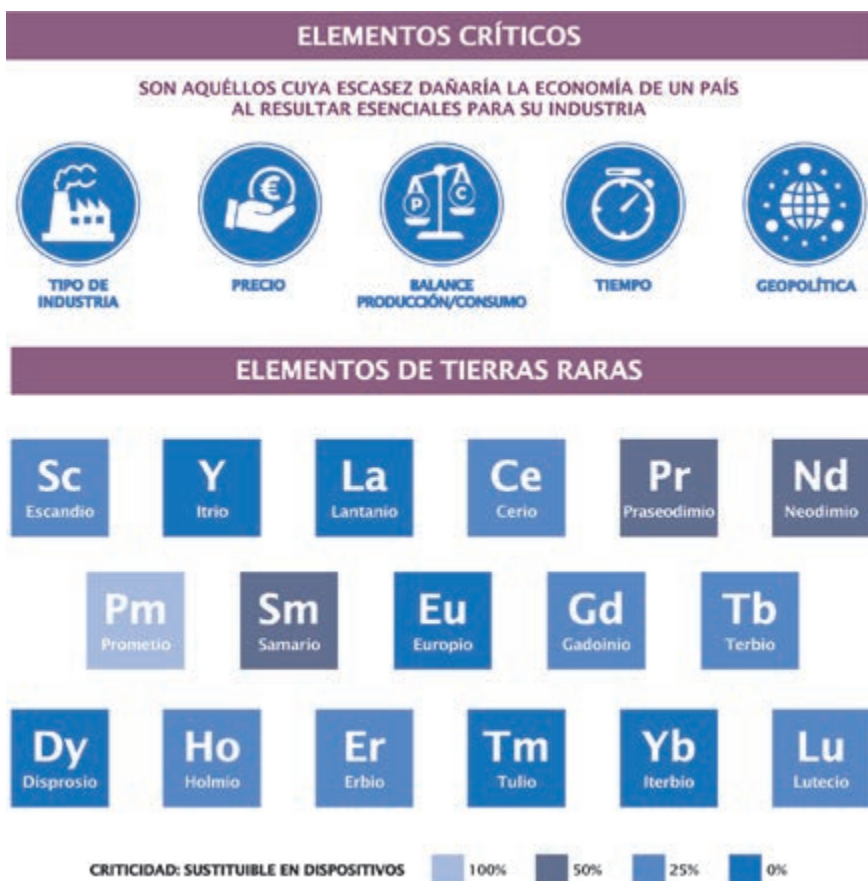 ELEMENTOS CRÍTICOS
SON AQUÉLLOS CUYA ESCASEZ DAÑARÍA LA ECONOMÍA DE UN PAÍS
AL RESULTAR ESENCIALES PARA SU INDUSTRIA
€
P C
TIPO DE
INDUSTRIA
PRECIO
BALANCE
PRODUCCIÓN/CONSUMO
TIEMPO
GEOPOLÍTICA
ELEMENTOS DE TIERRAS RARAS
Sc
Escandio
Y
Itrio
La
Lantanio
Ce
Cerio
Pr
Praseodimio
Nd
Neodimio
Pm
Prometio
Sm
Samario
Eu
Europio
Gd
Gadoinio
Tb
Terbio
Dy
Disprosio
Ho
Holmio
Er
Erbio
Tm
Tulio
Yb
Iterbio
Lu
Lutecio
CRITICIDAD: SUSTITUIBLE EN DISPOSITIVOS 100% 50% 25% 0%